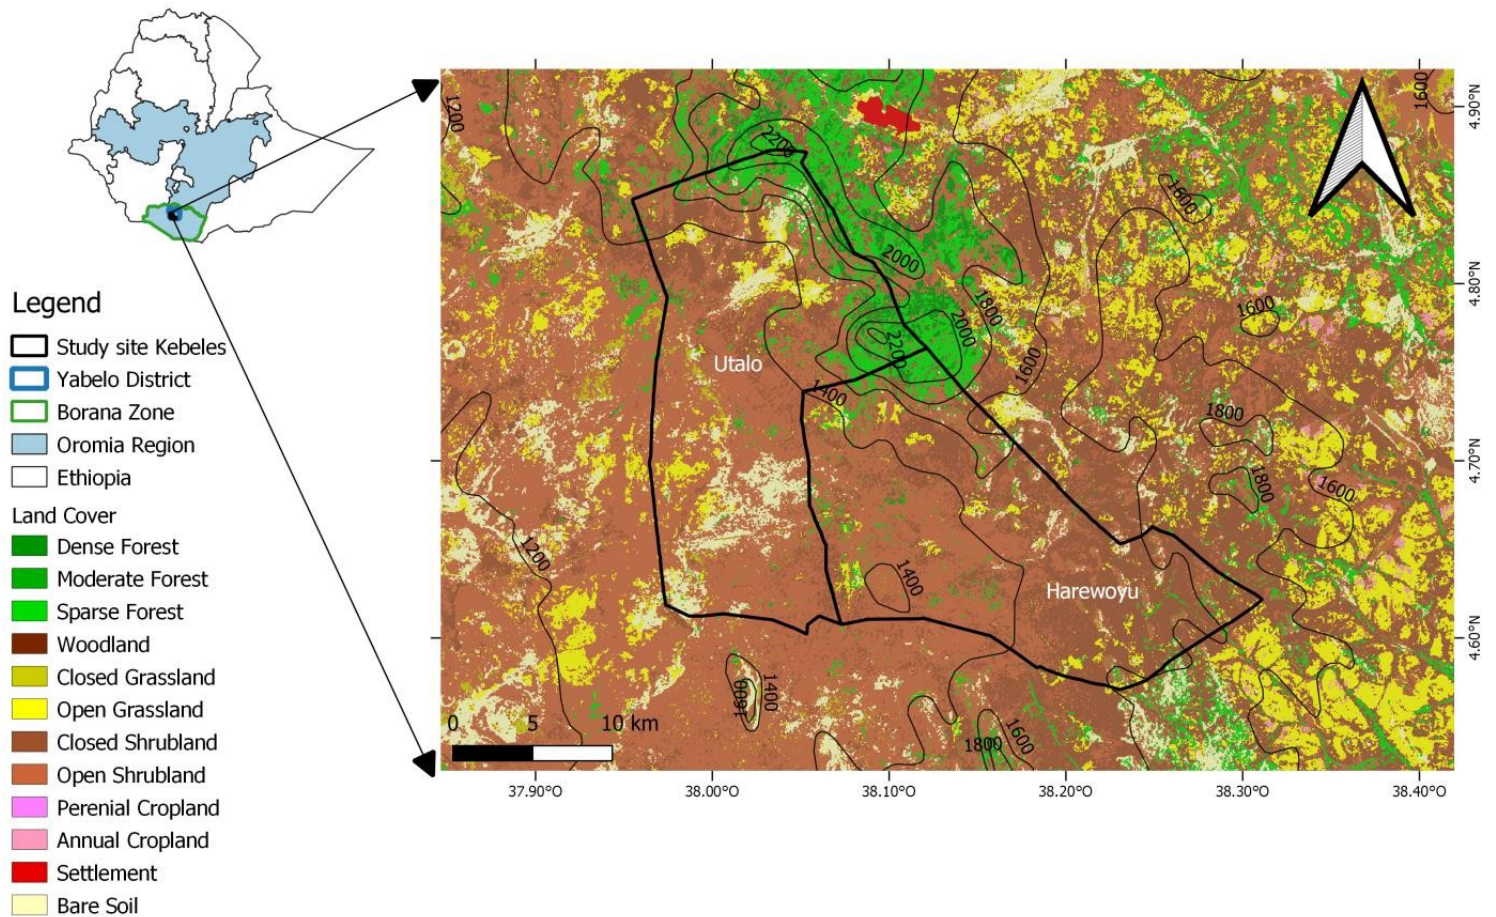 Legend
Study site Kebeles
Yabelo District
Borana Zone
Oromia Region
Ethiopia
Land Cover
Dense Forest
Moderate Forest
Sparse Forest
Woodland
Closed Grassland
Open Grassland
Closed Shrubland
Open Shrubland
Perenial Cropland
Annual Cropland
Settlement
Bare Soil
1200
2200
1600
4.90°N
1600
2000
1800
2000
1600
4.80°N
2200
1600
Utalo
1400
1800
1800
1600
4.70°N
1200
1400
Harewoyu
4.60°N
1600
1400
1800
1600
0 5 10 km
37.90°O 38.00°O 38.10°O 38.20°O 38.30°O 38.40°O